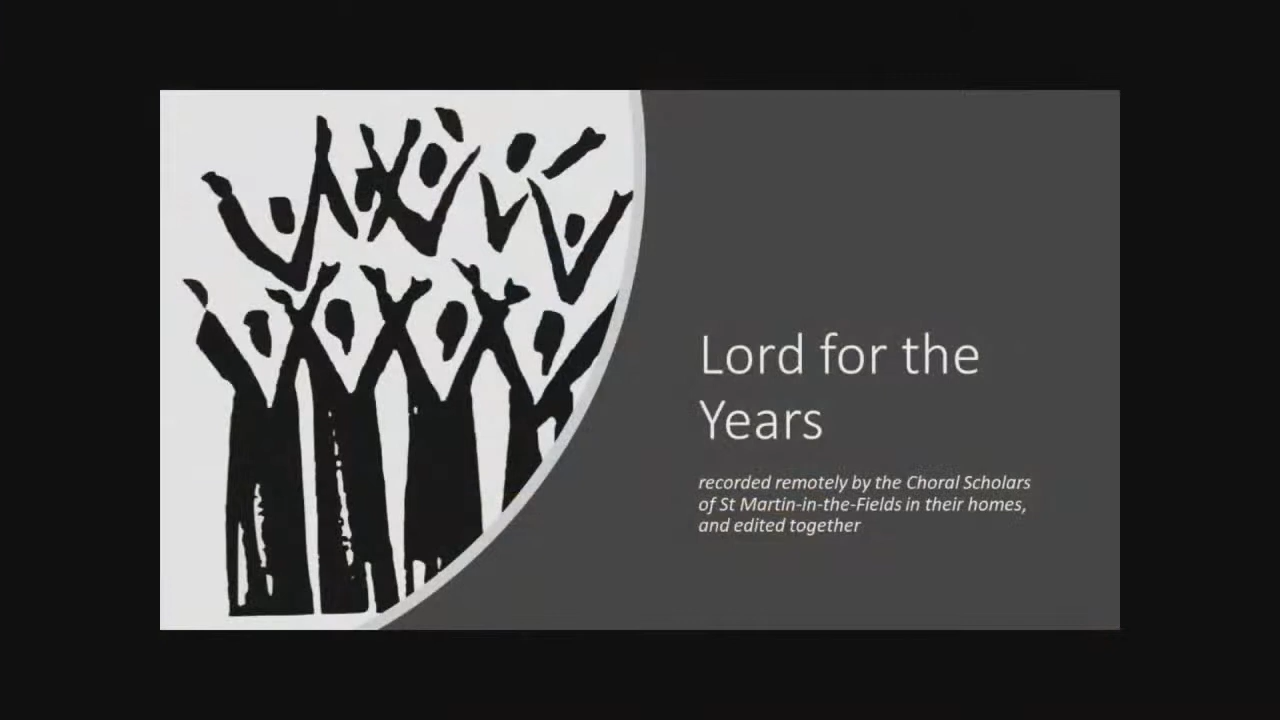 Lord for the
Years
recorded remotely by the Choral Scholars
of St Martin-in-the-Fields in their homes,
and edited together